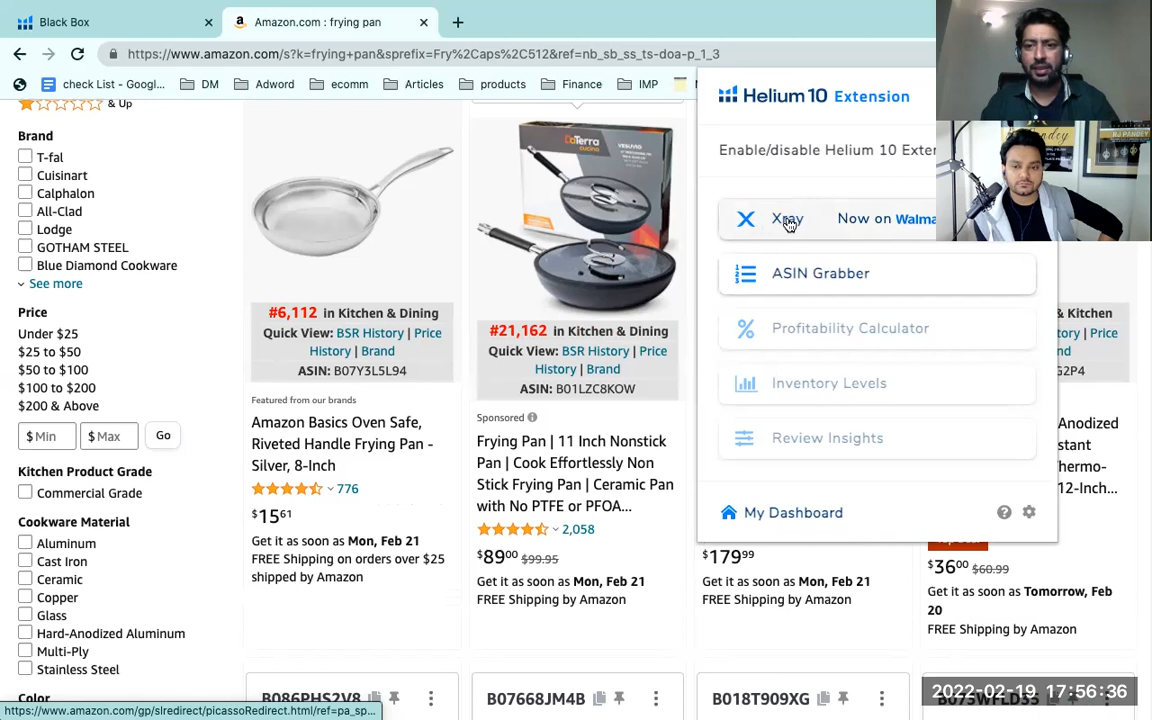 Black Box
Amazon.com : frying pan
https://www.amazon.com/s?k=frying+pan&sprefix=Fry%2Caps%2C512&ref=nb_sb_ss_ts-doa-p_1_3
check List - Googl...
DM
Adword
ecomm
Articles
products
Finance
IMP
& Up
Brand
T-fal
Cuisinart
Calphalon
All-Clad
Lodge
GOTHAM STEEL
Blue Diamond Cookware
See more
Price
Under $25
$25 to $50
$50 to $100
$100 to $200
$200 & Above
$ Min
$ Max
Go
Kitchen Product Grade
Commercial Grade
Cookware Material
Aluminum
Cast Iron
Ceramic
Copper
Glass
Hard-Anodized Aluminum
Multi-Ply
Stainless Steel
Color
https://www.amazon.com/gp/slredirect/picassoRedirect.html/ref=pa_sp...
#6,112 in Kitchen & Dining
Quick View: BSR History | Price
History | Brand
ASIN: B07Y3L5L94
Featured from our brands
Amazon Basics Oven Safe,
Riveted Handle Frying Pan -
Silver, 8-Inch
776
$15 61
Get it as soon as Mon, Feb 21
FREE Shipping on orders over $25
shipped by Amazon
B086PHS2V8
DoTerra
cucina
VESUVIO
#21,162 in Kitchen & Dining
Quick View: BSR History | Price
History | Brand
ASIN: B01LZC8KOW
Sponsored
Frying Pan | 11 Inch Nonstick
Pan | Cook Effortlessly Non
Stick Frying Pan | Ceramic Pan
with No PTFE or PFOA...
2,058
$89 00 $99.95
Get it as soon as Mon, Feb 21
FREE Shipping by Amazon
B07668JM4B
Helium 10 Extension
Enable/disable Helium 10 Exter
Xray
Now on Walma
ASIN Grabber
Profitability Calculator
Inventory Levels
Review Insights
My Dashboard
$179 99
Get it as soon as Mon, Feb 21
FREE Shipping by Amazon
B018T909XG
& Kitchen
tory | Price
nd
G2P4
Anodized
stant
Thermo-
12-Inch...
$36 00 $60.99
Get it as soon as Tomorrow, Feb
20
FREE Shipping by Amazon
PANDEY
RJ PANDEY
2022-02-19 17:56:36